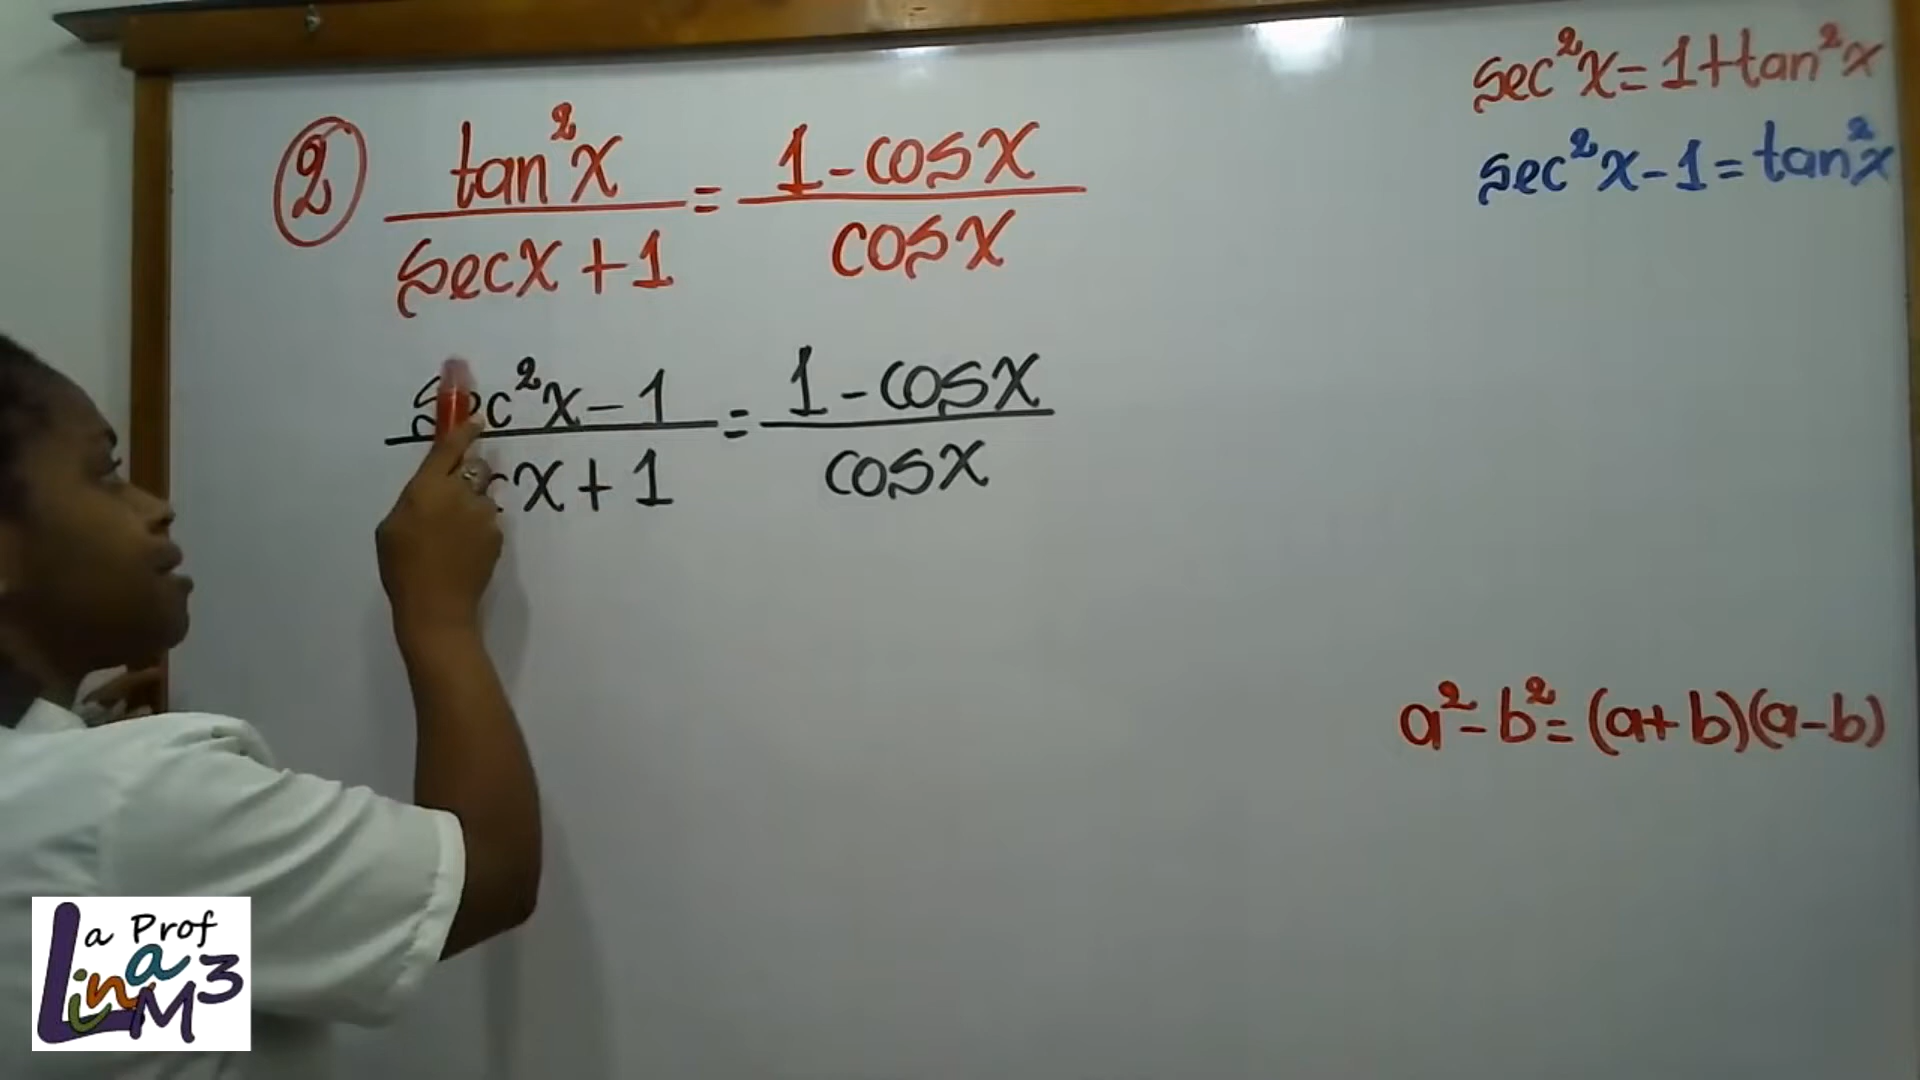 ② tan²x / secx + 1 = 1 - cosx / cosx
sec²x - 1 / cx + 1 = 1 - cosx / cosx
sec²x = 1 + tan²x
sec²x - 1 = tan²x
a² - b² = (a + b)(a - b)
La Prof
Lina M3